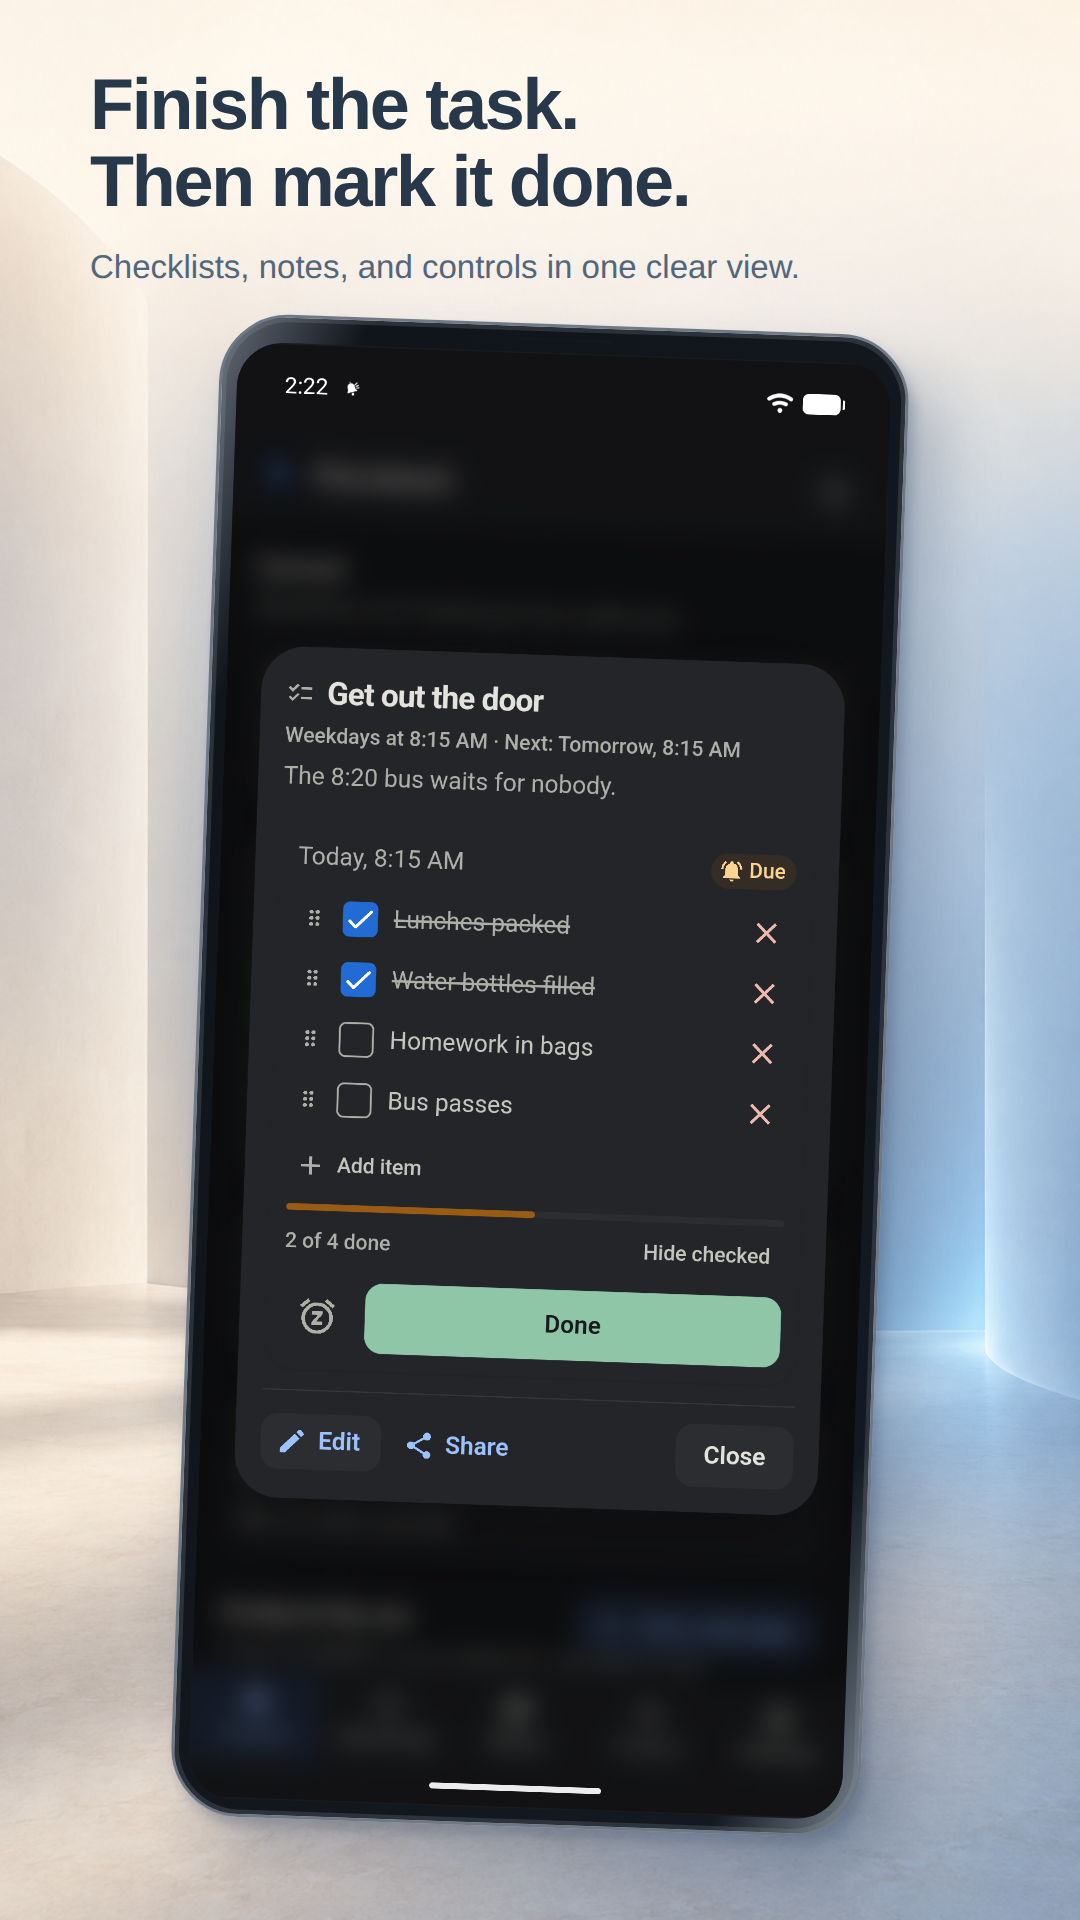 Finish the task.
Then mark it done.
Checklists, notes, and controls in one clear view.
2:22
Get out the door
Weekdays at 8:15 AM · Next: Tomorrow, 8:15 AM
The 8:20 bus waits for nobody.
Today, 8:15 AM
Due
Lunches packed
Water bottles filled
Homework in bags
Bus passes
Add item
2 of 4 done
Hide checked
Done
Edit
Share
Close